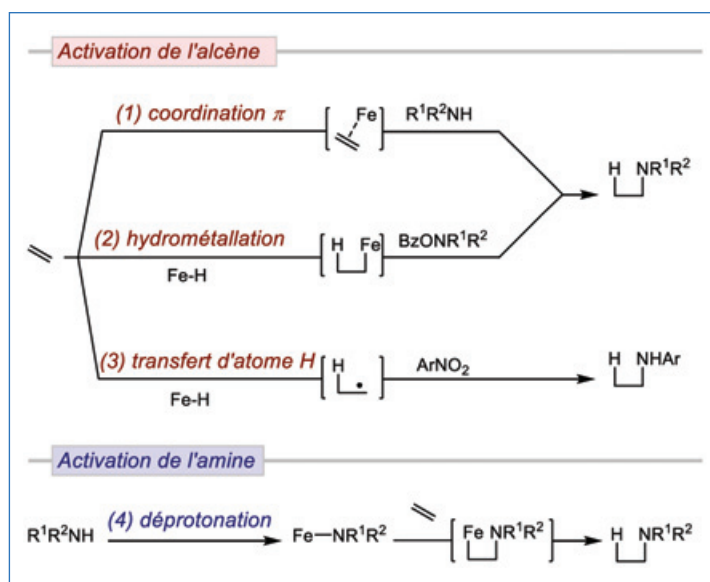 Activation de l'alcène
(1) coordination π
Fe
R¹R²NH
H NR¹R²
(2) hydrométallation
H Fe
BzONR¹R²
Fe-H
(3) transfert d'atome H
H
•
ArNO₂
H NHAr
Fe-H
Activation de l'amine
R¹R²NH
(4) déprotonation
Fe—NR¹R²
Fe NR¹R²
H NR¹R²